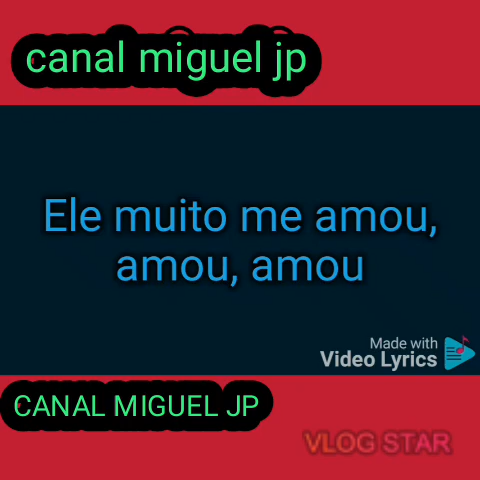 canal miguel jp
Ele muito me amou,
amou, amou
Made with
Video Lyrics
CANAL MIGUEL JP
VLOG STAR